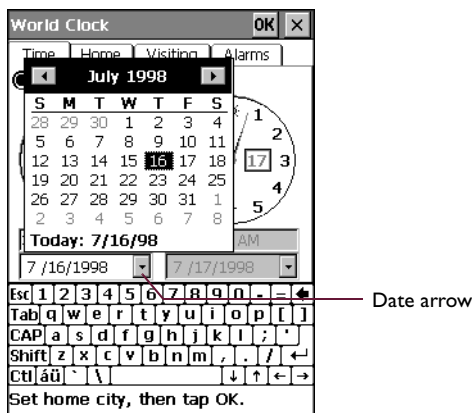 World Clock OK ×
Time Home Visiting Alarms
July 1998
S M T W T F S
28 29 30 1 2 3 4
5 6 7 8 9 10 11
12 13 14 15 16 17 18
19 20 21 22 23 24 25
26 27 28 29 30 31 1
2 3 4 5 6 7 8
Today: 7/16/98
1
2
17 3
4
5
AM
7 /16/1998 7 /17/1998
Date arrow
Esc 1 2 3 4 5 6 7 8 9 0 - = ←
Tab q w e r t y u i o p [ ]
CAP a s d f g h j k l ; '
Shift z x c v b n m , . / ↵
Ctl áü ` \ ↓ ↑ ← →
Set home city, then tap OK.